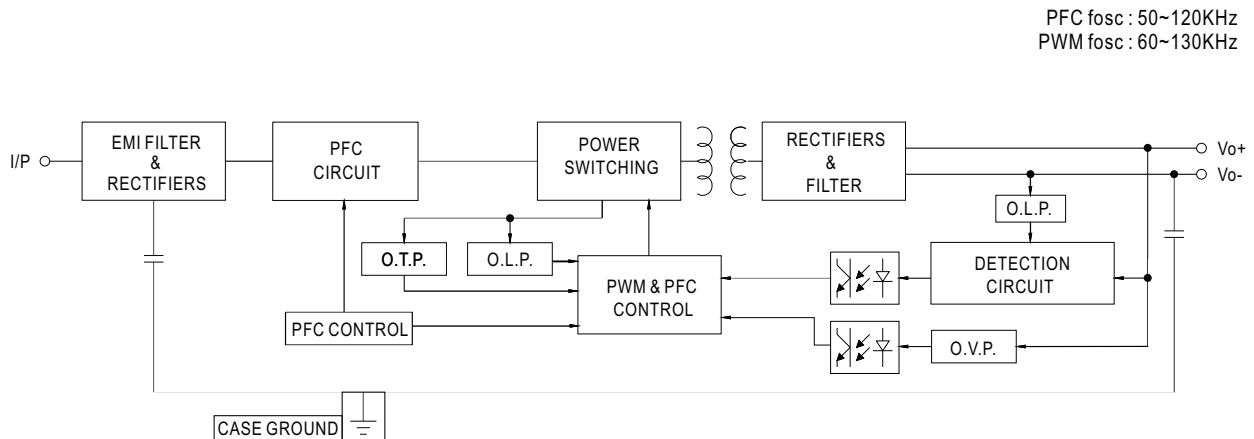 PFC fosc : 50~120KHz
PWM fosc : 60~130KHz
I/P
EMI FILTER
&
RECTIFIERS
PFC
CIRCUIT
POWER
SWITCHING
RECTIFIERS
&
FILTER
Vo+
Vo-
O.L.P.
O.T.P.
O.L.P.
PWM & PFC
CONTROL
DETECTION
CIRCUIT
PFC CONTROL
O.V.P.
CASE GROUND